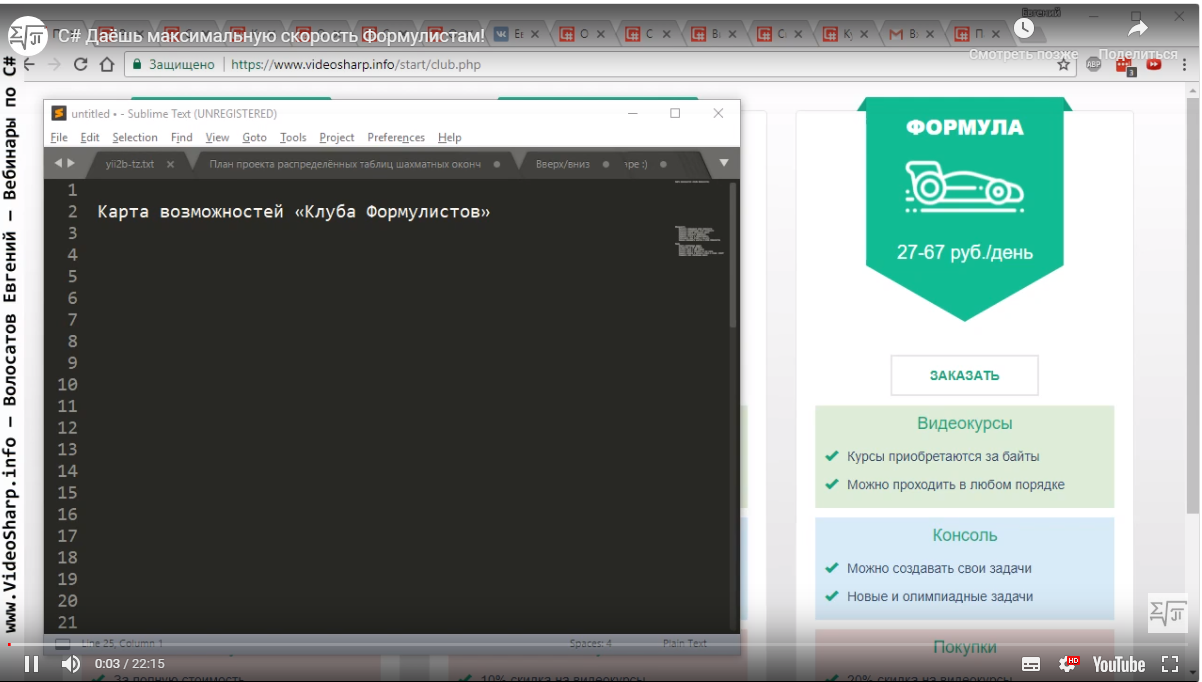 С# Даёшь максимальную скорость Формулистам!
Евгений
Смотреть позже
Поделиться
Защищено
https://www.videosharp.info/start/club.php
ABP
3
www.VideoSharp.info – Волосатов Евгений – Вебинары по C#
untitled • - Sublime Text (UNREGISTERED)
File Edit Selection Find View Goto Tools Project Preferences Help
yii2b-tz.txt
План проекта распределённых таблиц шахматных оконч
Вверх/вниз
1
2 Карта возможностей «Клуба Формулистов»
3
4
5
6
7
8
9
10
11
12
13
14
15
16
17
18
19
20
21
Line 25, Column 1
Spaces: 4
Plain Text
ФОРМУЛА
27-67 руб./день
ЗАКАЗАТЬ
Видеокурсы
Курсы приобретаются за байты
Можно проходить в любом порядке
Консоль
Можно создавать свои задачи
Новые и олимпиадные задачи
Покупки
За полную стоимость
10% скидка на видеокурсы
20% скидка на видеокурсы
0:03 / 22:15
HD
YouTube